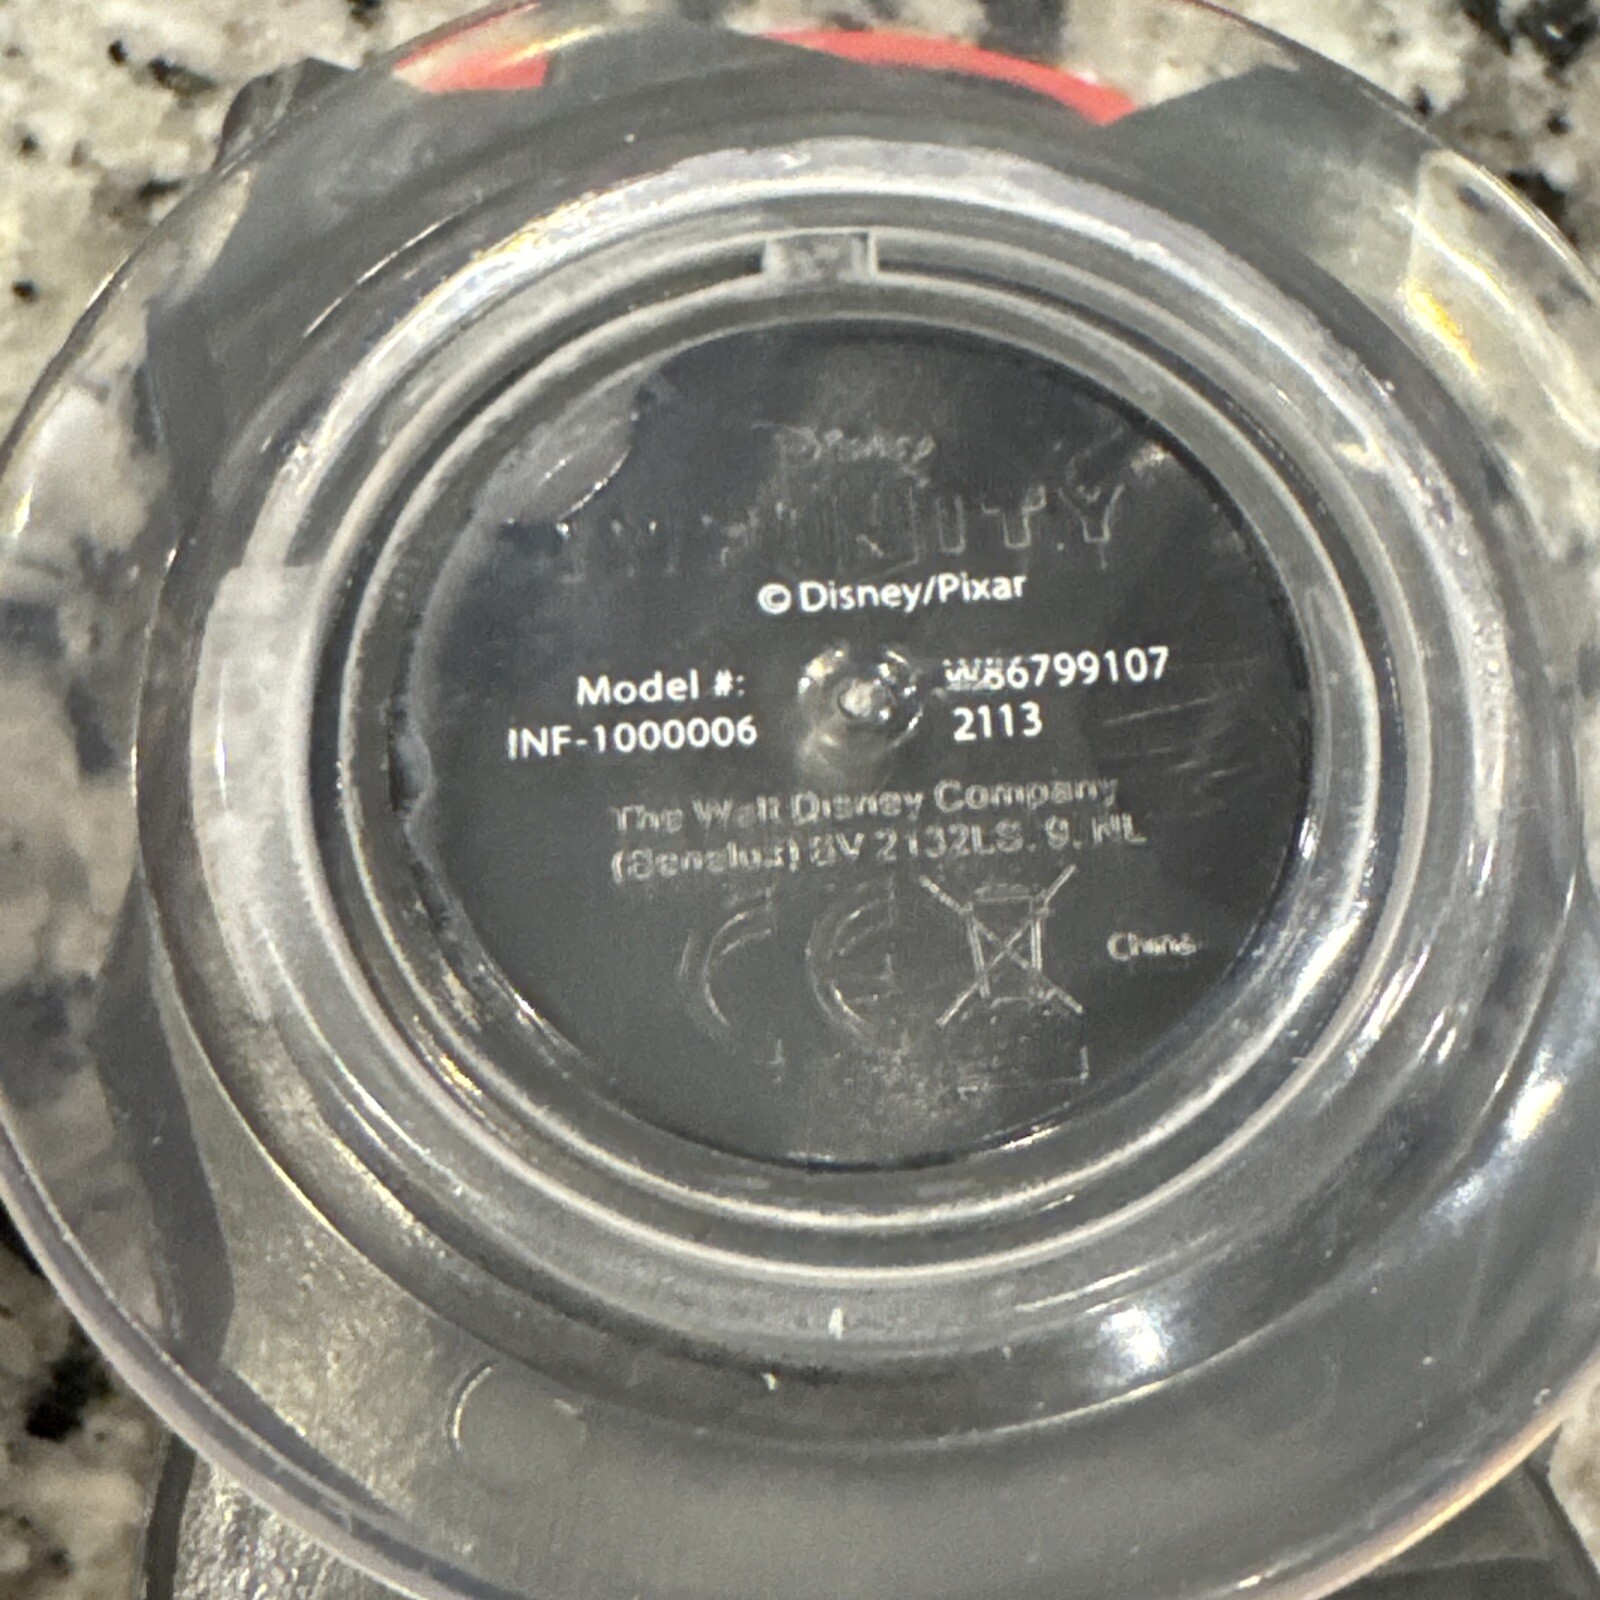 Disney
INFINITY
© Disney/Pixar
Model #:
INF-1000006
W86799107
2113
The Walt Disney Company
(Benelux) BV 2132LS. 9. NL
CE
China